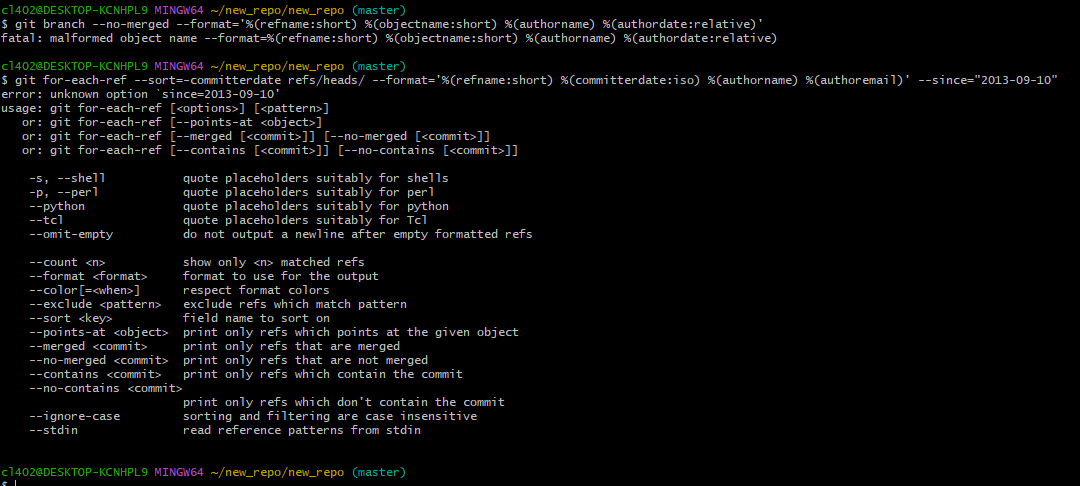 cl402@DESKTOP-KCNHPL9 MINGW64 ~/new_repo/new_repo (master)
$ git branch --no-merged --format='%(refname:short) %(objectname:short) %(authorname) %(authordate:relative)'
fatal: malformed object name --format=%(refname:short) %(objectname:short) %(authorname) %(authordate:relative)
cl402@DESKTOP-KCNHPL9 MINGW64 ~/new_repo/new_repo (master)
$ git for-each-ref --sort=-committerdate refs/heads/ --format='%(refname:short) %(committerdate:iso) %(authorname) %(authoremail)' --since="2013-09-10"
error: unknown option `since=2013-09-10'
usage: git for-each-ref [<options>] [<pattern>]
   or: git for-each-ref [--points-at <object>]
   or: git for-each-ref [--merged [<commit>]] [--no-merged [<commit>]]
   or: git for-each-ref [--contains [<commit>]] [--no-contains [<commit>]]
    -s, --shell           quote placeholders suitably for shells
    -p, --perl            quote placeholders suitably for perl
    --python              quote placeholders suitably for python
    --tcl                 quote placeholders suitably for Tcl
    --omit-empty          do not output a newline after empty formatted refs
    --count <n>           show only <n> matched refs
    --format <format>     format to use for the output
    --color[=<when>]      respect format colors
    --exclude <pattern>   exclude refs which match pattern
    --sort <key>          field name to sort on
    --points-at <object>  print only refs which points at the given object
    --merged <commit>     print only refs that are merged
    --no-merged <commit>  print only refs that are not merged
    --contains <commit>   print only refs which contain the commit
    --no-contains <commit>
                          print only refs which don't contain the commit
    --ignore-case         sorting and filtering are case insensitive
    --stdin               read reference patterns from stdin
cl402@DESKTOP-KCNHPL9 MINGW64 ~/new_repo/new_repo (master)
$